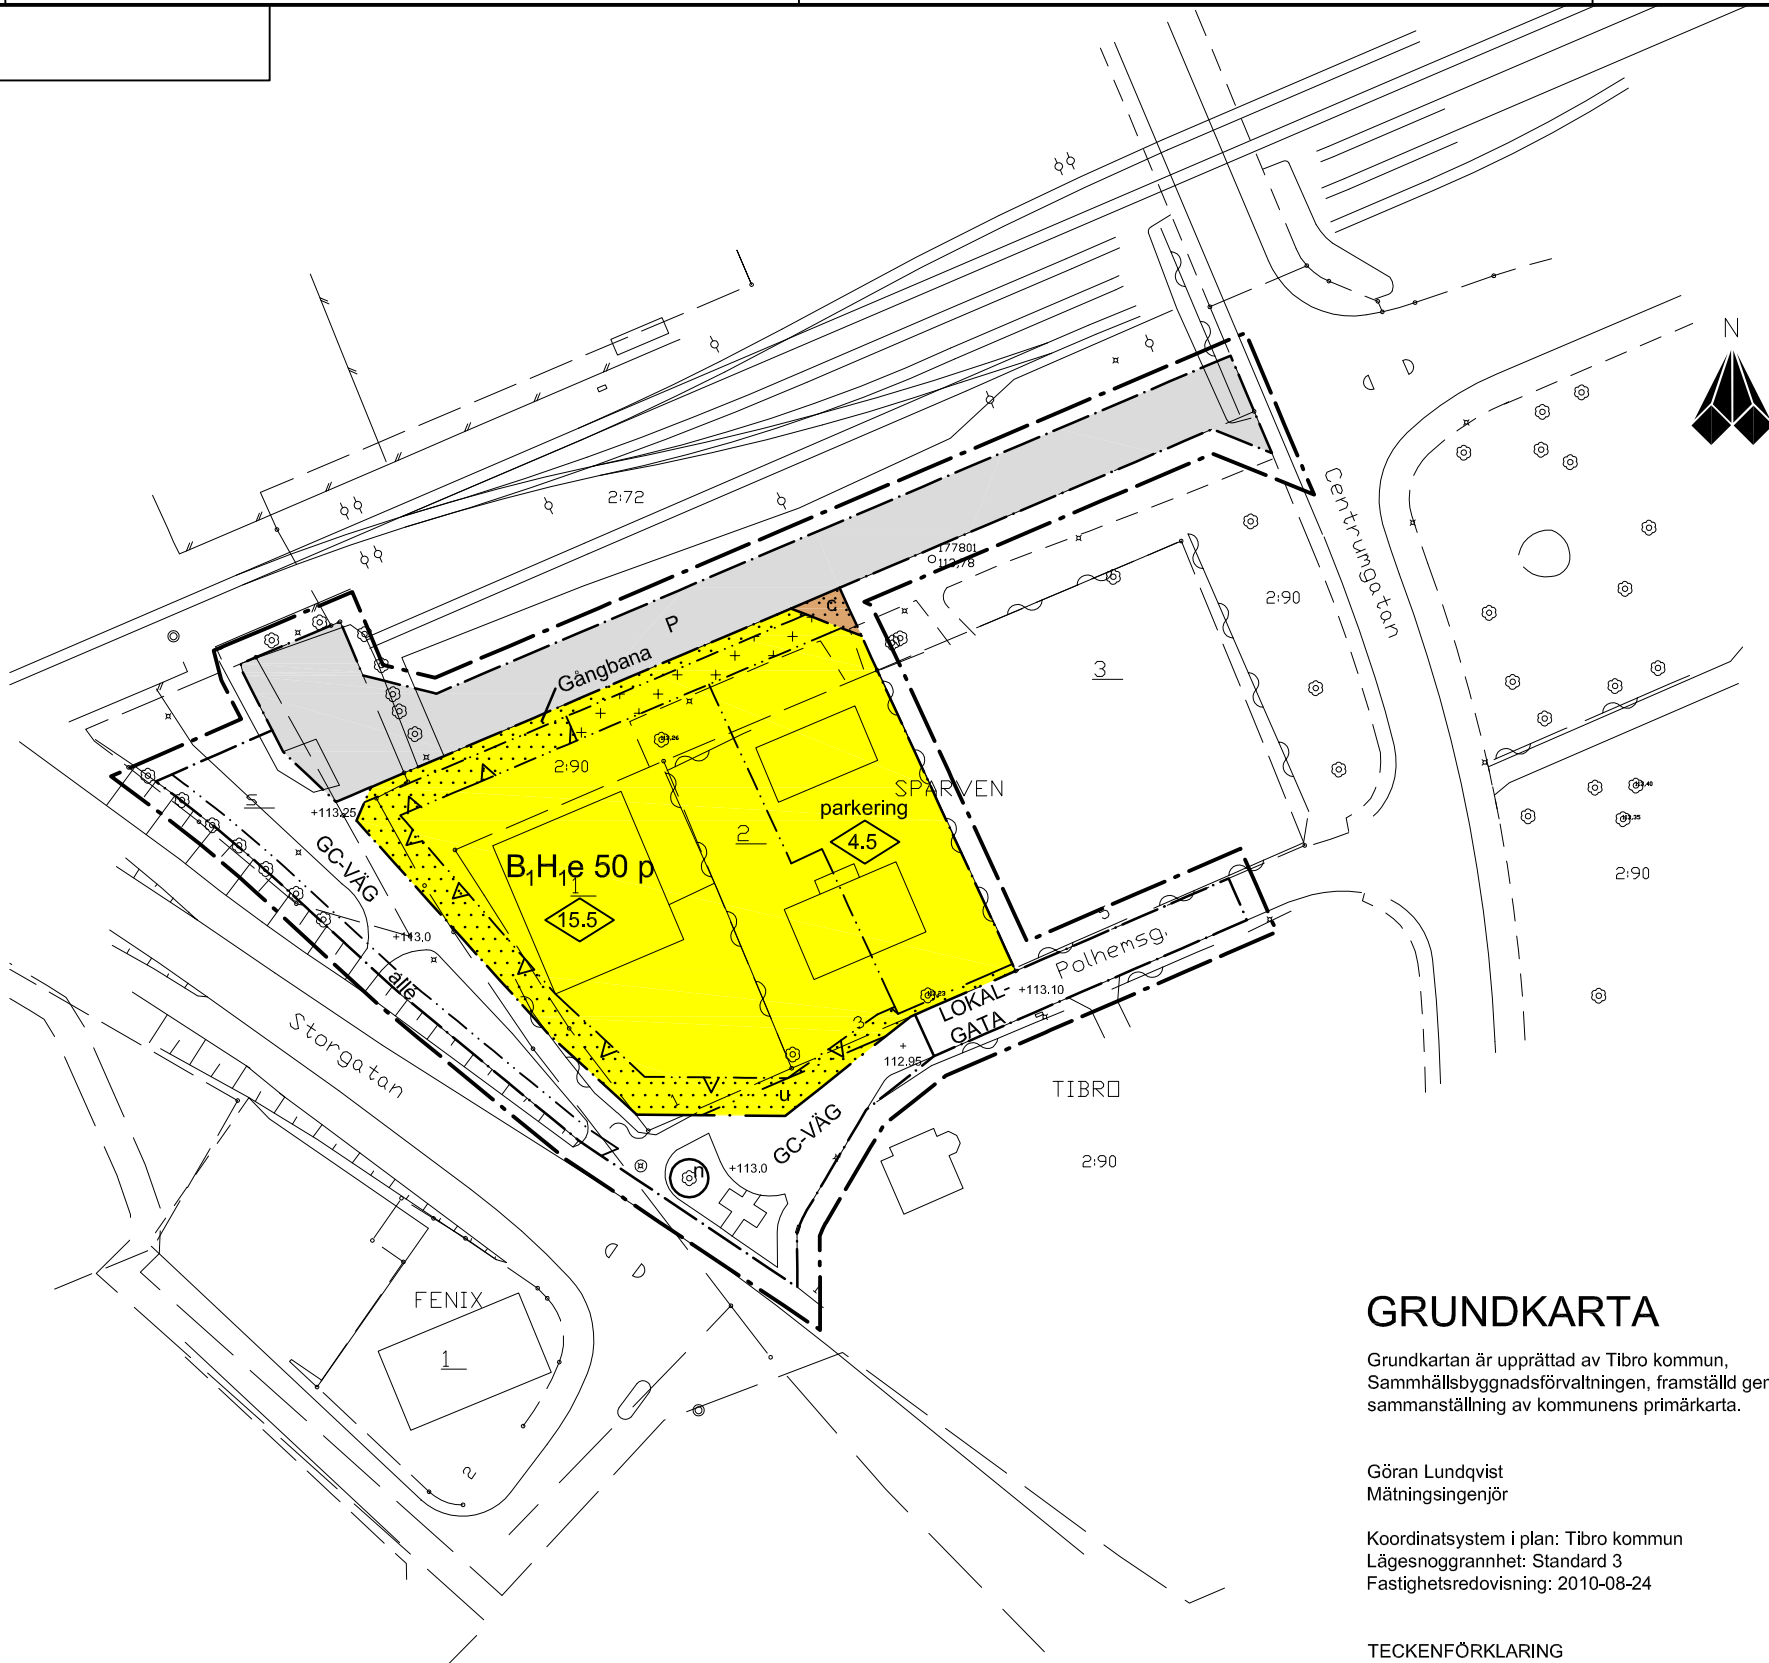 N
2:72
177801
113,78
Centrumgatan
2:90
C
P
Gångbana
3
2:90
SPARVEN
parkering
4.5
2
B₁H₁e 50 p
1
15.5
5
+113.25
GC-VÄG
+113.0
allé
Storgatan
Polhemsg.
5
LOKAL-
GATA
+113.10
3
112.95
u
1
GC-VÄG
n
+113.0
TIBRO
2:90
2:90
FENIX
1
2
GRUNDKARTA
Grundkartan är upprättad av Tibro kommun,
Sammhällsbyggnadsförvaltningen, framställd ger
sammanställning av kommunens primärkarta.
Göran Lundqvist
Mätningsingenjör
Koordinatsystem i plan: Tibro kommun
Lägesnoggrannhet: Standard 3
Fastighetsredovisning: 2010-08-24
TECKENFÖRKLARING